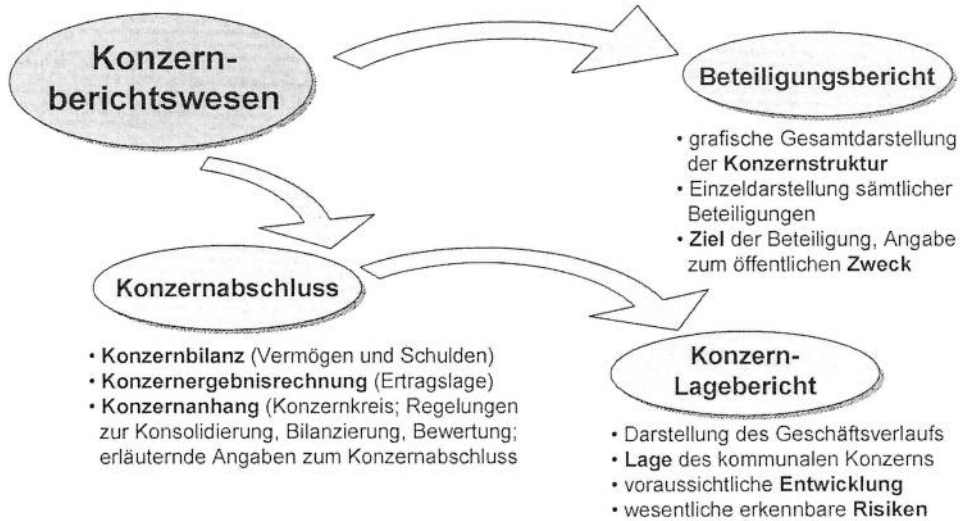 Konzern-
berichtswesen
Beteiligungsbericht
• grafische Gesamtdarstellung
der Konzernstruktur
• Einzeldarstellung sämtlicher
Beteiligungen
• Ziel der Beteiligung, Angabe
zum öffentlichen Zweck
Konzernabschluss
• Konzernbilanz (Vermögen und Schulden)
• Konzernergebnisrechnung (Ertragslage)
• Konzernanhang (Konzernkreis; Regelungen
zur Konsolidierung, Bilanzierung, Bewertung;
erläuternde Angaben zum Konzernabschluss
Konzern-
Lagebericht
• Darstellung des Geschäftsverlaufs
• Lage des kommunalen Konzerns
• voraussichtliche Entwicklung
• wesentliche erkennbare Risiken